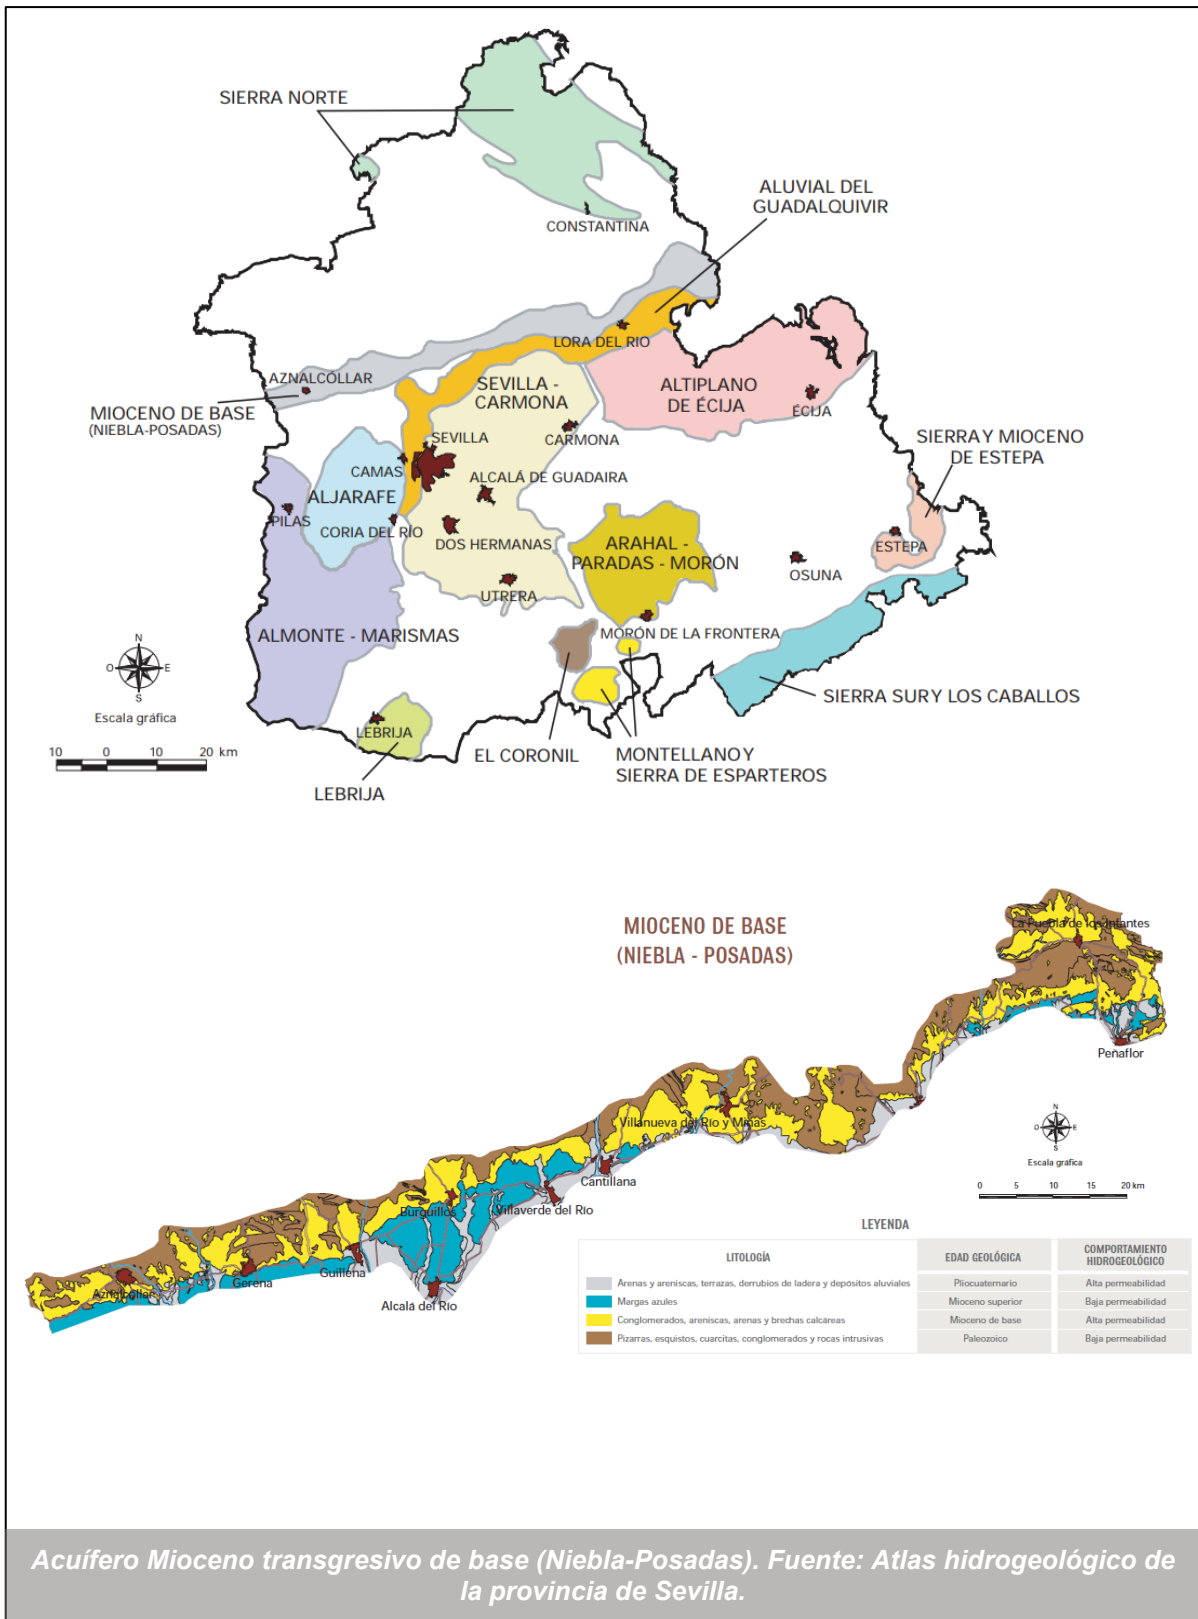 SIERRA NORTE
ALUVIAL DEL
GUADALQUIVIR
CONSTANTINA
LORA DEL RIO
AZNALCÓLLAR
MIOCENO DE BASE
(NIEBLA-POSADAS)
SEVILLA -
CARMONA
ALTIPLANO
DE ÉCIJA
ÉCIJA
SIERRA Y MIOCENO
DE ESTEPA
SEVILLA
CARMONA
CAMAS
ALCALÁ DE GUADAIRA
ALJARAFE
PILAS
CORIA DEL RÍO
DOS HERMANAS
ARAHAL -
PARADAS - MORÓN
ESTEPA
OSUNA
UTRERA
ALMONTE - MARISMAS
MORÓN DE LA FRONTERA
N
O
E
S
Escala gráfica
10 0 10 20 km
SIERRA SUR Y LOS CABALLOS
LEBRIJA
EL CORONIL
MONTELLANO Y
SIERRA DE ESPARTEROS
LEBRIJA
MIOCENO DE BASE
(NIEBLA - POSADAS)
La Puebla de los Infantes
Peñaflor
Villanueva del Río y Minas
Cantillana
Villaverde del Río
Burguillos
Guillena
Gerena
Aznalcóllar
Alcalá del Río
N
O
E
S
Escala gráfica
0 5 10 15 20 km
LEYENDA
LITOLOGÍA EDAD GEOLÓGICA COMPORTAMIENTO HIDROGEOLÓGICO
Arenas y areniscas, terrazas, derrubios de ladera y depósitos aluviales Pliocuaternario Alta permeabilidad
Margas azules Mioceno superior Baja permeabilidad
Conglomerados, areniscas, arenas y brechas calcáreas Mioceno de base Alta permeabilidad
Pizarras, esquistos, cuarcitas, conglomerados y rocas intrusivas Paleozoico Baja permeabilidad
Acuífero Mioceno transgresivo de base (Niebla-Posadas). Fuente: Atlas hidrogeológico de
la provincia de Sevilla.